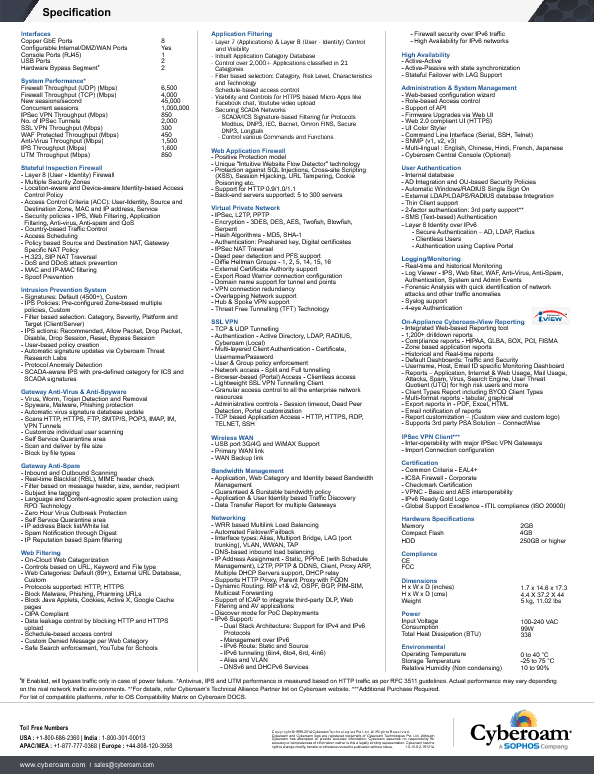 Specification
Interfaces
Copper GbE Ports 8
Configurable Internal/DMZ/WAN Ports Yes
Console Ports (RJ45) 1
USB Ports 2
Hardware Bypass Segment# 2
System Performance*
Firewall Throughput (UDP) (Mbps) 6,500
Firewall Throughput (TCP) (Mbps) 4,000
New sessions/second 45,000
Concurrent sessions 1,000,000
IPSec VPN Throughput (Mbps) 850
No. of IPSec Tunnels 2,000
SSL VPN Throughput (Mbps) 300
WAF Protected Throughput (Mbps) 450
Anti-Virus Throughput (Mbps) 1,500
IPS Throughput (Mbps) 1,600
UTM Throughput (Mbps) 850
Stateful Inspection Firewall
- Layer 8 (User - Identity) Firewall
- Multiple Security Zones
- Location-aware and Device-aware Identity-based Access
Control Policy
- Access Control Criteria (ACC): User-Identity, Source and
Destination Zone, MAC and IP address, Service
- Security policies - IPS, Web Filtering, Application
Filtering, Anti-virus, Anti-spam and QoS
- Country-based Traffic Control
- Access Scheduling
- Policy based Source and Destination NAT, Gateway
Specific NAT Policy
- H.323, SIP NAT Traversal
- DoS and DDoS attack prevention
- MAC and IP-MAC filtering
- Spoof Prevention
Intrusion Prevention System
- Signatures: Default (4500+), Custom
- IPS Policies: Pre-configured Zone-based multiple
policies, Custom
- Filter based selection: Category, Severity, Platform and
Target (Client/Server)
- IPS actions: Recommended, Allow Packet, Drop Packet,
Disable, Drop Session, Reset, Bypass Session
- User-based policy creation
- Automatic signature updates via Cyberoam Threat
Research Labs
- Protocol Anomaly Detection
- SCADA-aware IPS with pre-defined category for ICS and
SCADA signatures
Gateway Anti-Virus & Anti-Spyware
- Virus, Worm, Trojan Detection and Removal
- Spyware, Malware, Phishing protection
- Automatic virus signature database update
- Scans HTTP, HTTPS, FTP, SMTP/S, POP3, IMAP, IM,
VPN Tunnels
- Customize individual user scanning
- Self Service Quarantine area
- Scan and deliver by file size
- Block by file types
Gateway Anti-Spam
- Inbound and Outbound Scanning
- Real-time Blacklist (RBL), MIME header check
- Filter based on message header, size, sender, recipient
- Subject line tagging
- Language and Content-agnostic spam protection using
RPD Technology
- Zero Hour Virus Outbreak Protection
- Self Service Quarantine area
- IP address Black list/White list
- Spam Notification through Digest
- IP Reputation based Spam filtering
Web Filtering
- On-Cloud Web Categorization
- Controls based on URL, Keyword and File type
- Web Categories: Default (89+), External URL Database,
Custom
- Protocols supported: HTTP, HTTPS
- Block Malware, Phishing, Pharming URLs
- Block Java Applets, Cookies, Active X, Google Cache
pages
- CIPA Compliant
- Data leakage control by blocking HTTP and HTTPS
upload
- Schedule-based access control
- Custom Denied Message per Web Category
- Safe Search enforcement, YouTube for Schools
Application Filtering
- Layer 7 (Applications) & Layer 8 (User - Identity) Control
and Visibility
- Inbuilt Application Category Database
- Control over 2,000+ Applications classified in 21
Categories
- Filter based selection: Category, Risk Level, Characteristics
and Technology
- Schedule-based access control
- Visibility and Controls for HTTPS based Micro-Apps like
Facebook chat, Youtube video upload
- Securing SCADA Networks
- SCADA/ICS Signature-based Filtering for Protocols
Modbus, DNP3, IEC, Bacnet, Omron FINS, Secure
DNP3, Longtalk
- Control various Commands and Functions
Web Application Firewall
- Positive Protection model
- Unique "Intuitive Website Flow Detector" technology
- Protection against SQL Injections, Cross-site Scripting
(XSS), Session Hijacking, URL Tampering, Cookie
Poisoning etc.
- Support for HTTP 0.9/1.0/1.1
- Back-end servers supported: 5 to 300 servers
Virtual Private Network
- IPSec, L2TP, PPTP
- Encryption - 3DES, DES, AES, Twofish, Blowfish,
Serpent
- Hash Algorithms - MD5, SHA-1
- Authentication: Preshared key, Digital certificates
- IPSec NAT Traversal
- Dead peer detection and PFS support
- Diffie Hellman Groups - 1, 2, 5, 14, 15, 16
- External Certificate Authority support
- Export Road Warrior connection configuration
- Domain name support for tunnel end points
- VPN connection redundancy
- Overlapping Network support
- Hub & Spoke VPN support
- Threat Free Tunnelling (TFT) Technology
SSL VPN
- TCP & UDP Tunnelling
- Authentication - Active Directory, LDAP, RADIUS,
Cyberoam (Local)
- Multi-layered Client Authentication - Certificate,
Username/Password
- User & Group policy enforcement
- Network access - Split and Full tunnelling
- Browser-based (Portal) Access - Clientless access
- Lightweight SSL VPN Tunnelling Client
- Granular access control to all the enterprise network
resources
- Administrative controls - Session timeout, Dead Peer
Detection, Portal customization
- TCP based Application Access - HTTP, HTTPS, RDP,
TELNET, SSH
Wireless WAN
- USB port 3G/4G and WiMAX Support
- Primary WAN link
- WAN Backup link
Bandwidth Management
- Application, Web Category and Identity based Bandwidth
Management
- Guaranteed & Burstable bandwidth policy
- Application & User Identity based Traffic Discovery
- Data Transfer Report for multiple Gateways
Networking
- WRR based Multilink Load Balancing
- Automated Failover/Failback
- Interface types: Alias, Multiport Bridge, LAG (port
trunking), VLAN, WWAN, TAP
- DNS-based inbound load balancing
- IP Address Assignment - Static, PPPoE (with Schedule
Management), L2TP, PPTP & DDNS, Client, Proxy ARP,
Multiple DHCP Servers support, DHCP relay
- Supports HTTP Proxy, Parent Proxy with FQDN
- Dynamic Routing: RIP v1& v2, OSPF, BGP, PIM-SIM,
Multicast Forwarding
- Support of ICAP to integrate third-party DLP, Web
Filtering and AV applications
- Discover mode for PoC Deployments
- IPv6 Support:
- Dual Stack Architecture: Support for IPv4 and IPv6
Protocols
- Management over IPv6
- IPv6 Route: Static and Source
- IPv6 tunneling (6in4, 6to4, 6rd, 4in6)
- Alias and VLAN
- DNSv6 and DHCPv6 Services
- Firewall security over IPv6 traffic
- High Availability for IPv6 networks
High Availability
- Active-Active
- Active-Passive with state synchronization
- Stateful Failover with LAG Support
Administration & System Management
- Web-based configuration wizard
- Role-based Access control
- Support of API
- Firmware Upgrades via Web UI
- Web 2.0 compliant UI (HTTPS)
- UI Color Styler
- Command Line Interface (Serial, SSH, Telnet)
- SNMP (v1, v2, v3)
- Multi-lingual : English, Chinese, Hindi, French, Japanese
- Cyberoam Central Console (Optional)
User Authentication
- Internal database
- AD Integration and OU-based Security Policies
- Automatic Windows/RADIUS Single Sign On
- External LDAP/LDAPS/RADIUS database Integration
- Thin Client support
- 2-factor authentication: 3rd party support**
- SMS (Text-based) Authentication
- Layer 8 Identity over IPv6
- Secure Authentication – AD, LDAP, Radius
- Clientless Users
- Authentication using Captive Portal
Logging/Monitoring
- Real-time and historical Monitoring
- Log Viewer - IPS, Web filter, WAF, Anti-Virus, Anti-Spam,
Authentication, System and Admin Events
- Forensic Analysis with quick identification of network
attacks and other traffic anomalies
- Syslog support
- 4-eye Authentication
iVIEW
On-Appliance Cyberoam-iView Reporting
- Integrated Web-based Reporting tool
- 1,200+ drilldown reports
- Compliance reports - HIPAA, GLBA, SOX, PCI, FISMA
- Zone based application reports
- Historical and Real-time reports
- Default Dashboards: Traffic and Security
- Username, Host, Email ID specific Monitoring Dashboard
- Reports – Application, Internet & Web Usage, Mail Usage,
Attacks, Spam, Virus, Search Engine, User Threat
Quotient (UTQ) for high risk users and more
- Client Types Report including BYOD Client Types
- Multi-format reports - tabular, graphical
- Export reports in - PDF, Excel, HTML
- Email notification of reports
- Report customization – (Custom view and custom logo)
- Supports 3rd party PSA Solution – ConnectWise
IPSec VPN Client***
- Inter-operability with major IPSec VPN Gateways
- Import Connection configuration
Certification
- Common Criteria - EAL4+
- ICSA Firewall - Corporate
- Checkmark Certification
- VPNC - Basic and AES interoperability
- IPv6 Ready Gold Logo
- Global Support Excellence - ITIL compliance (ISO 20000)
Hardware Specifications
Memory 2GB
Compact Flash 4GB
HDD 250GB or higher
Compliance
CE
FCC
Dimensions
H x W x D (inches) 1.7 x 14.6 x 17.3
H x W x D (cms) 4.4 X 37.2 X 44
Weight 5 kg, 11.02 lbs
Power
Input Voltage 100-240 VAC
Consumption 99W
Total Heat Dissipation (BTU) 338
Environmental
Operating Temperature 0 to 40 °C
Storage Temperature -25 to 75 °C
Relative Humidity (Non condensing) 10 to 90%
#If Enabled, will bypass traffic only in case of power failure. *Antivirus, IPS and UTM performance is measured based on HTTP traffic as per RFC 3511 guidelines. Actual performance may vary depending
on the real network traffic environments. **For details, refer Cyberoam's Technical Alliance Partner list on Cyberoam website. ***Additional Purchase Required.
For list of compatible platforms, refer to OS Compatibility Matrix on Cyberoam DOCS.
Toll Free Numbers
USA : +1-800-686-2360 | India : 1-800-301-00013
APAC/MEA : +1-877-777-0368 | Europe : +44-808-120-3958
Cyberoam
A SOPHOS Company
www.cyberoam.com | sales@cyberoam.com